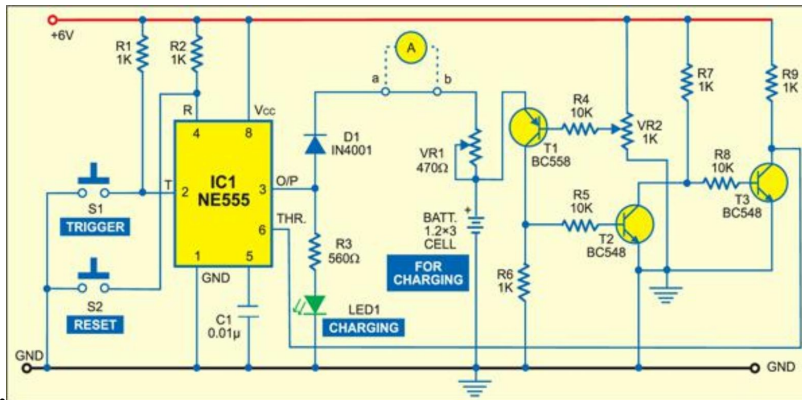 +6V
R1
1K
R2
1K
R
4
VCC
8
IC1
NE555
T
2
3
O/P
THR.
6
1
GND
5
S1
TRIGGER
S2
RESET
C1
0.01µ
D1
IN4001
R3
560Ω
LED1
CHARGING
A
a
b
VR1
470Ω
+
BATT.
1.2×3
CELL
FOR
CHARGING
T1
BC558
R4
10K
VR2
1K
R5
10K
R6
1K
T2
BC548
R7
1K
R8
10K
R9
1K
T3
BC548
GND
GND